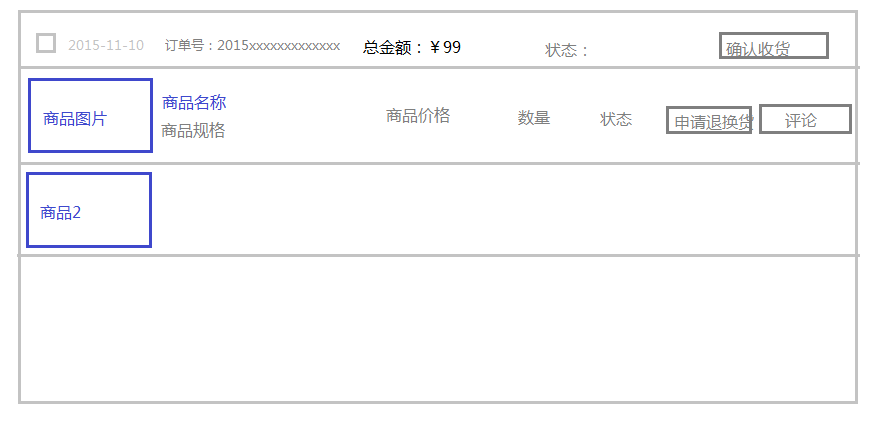 2015-11-10 订单号：2015xxxxxxxxxxxxx 总金额：￥99 状态： 确认收货
商品图片 商品名称 商品价格 数量 状态 申请退换货 评论
商品规格
商品2